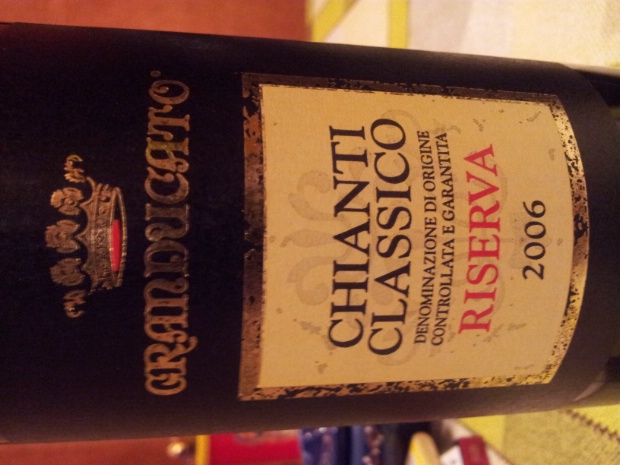 GRANDUCATO
CHIANTI
CLASSICO
DENOMINAZIONE DI ORIGINE
CONTROLLATA E GARANTITA
RISERVA
2006